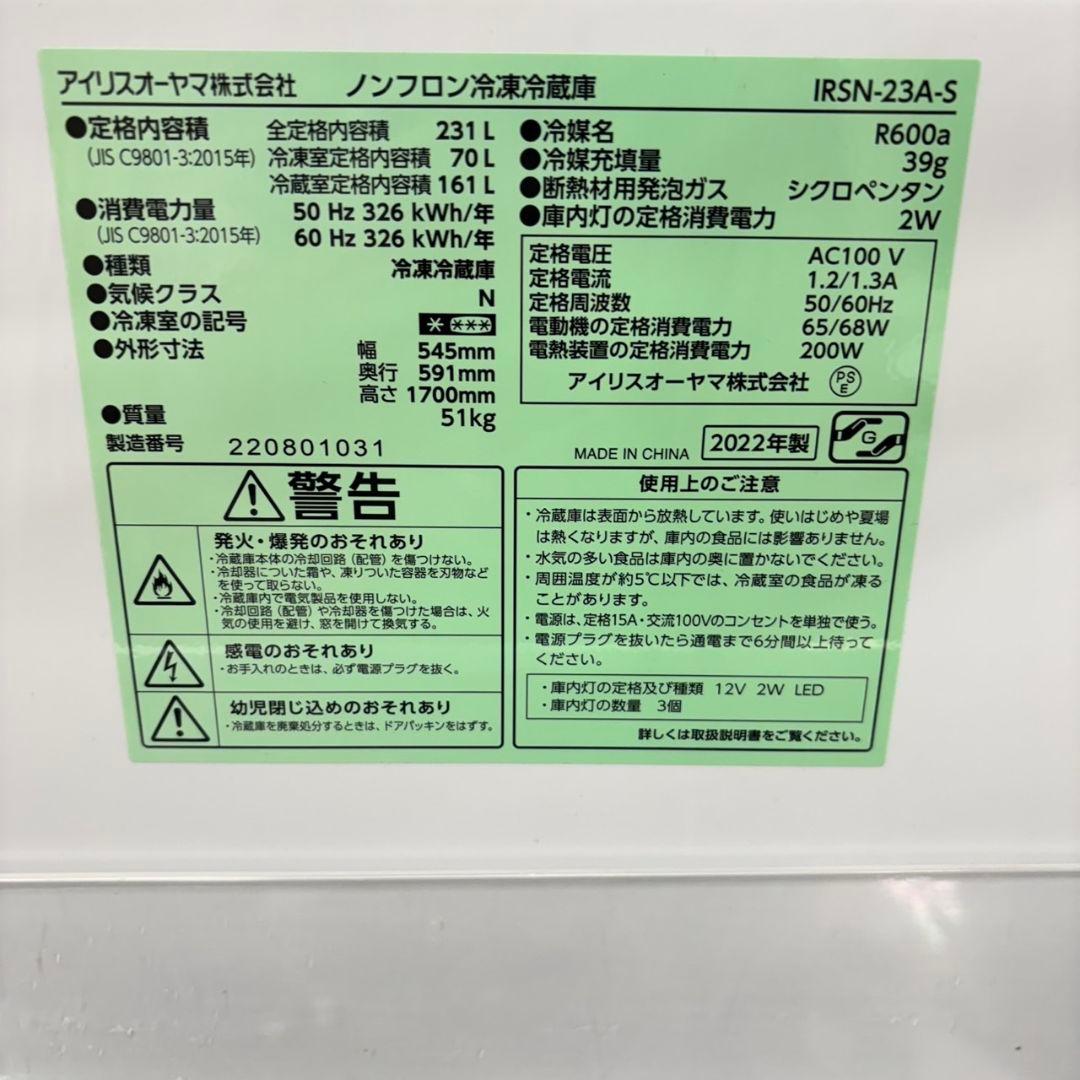 アイリスオーヤマ株式会社 ノンフロン冷凍冷蔵庫 IRSN-23A-S
●定格内容積 全定格内容積 231 L
(JIS C9801-3:2015年) 冷凍室定格内容積 70 L
冷蔵室定格内容積 161 L
●消費電力量 50 Hz 326 kWh/年
(JIS C9801-3:2015年) 60 Hz 326 kWh/年
●種類 冷凍冷蔵庫
●気候クラス N
●冷凍室の記号 * ***
●外形寸法 幅 545mm
奥行 591mm
高さ 1700mm
●質量 51kg
製造番号 220801031
●冷媒名 R600a
●冷媒充填量 39g
●断熱材用発泡ガス シクロペンタン
●庫内灯の定格消費電力 2W
定格電圧 AC100 V
定格電流 1.2/1.3A
定格周波数 50/60Hz
電動機の定格消費電力 65/68W
電熱装置の定格消費電力 200W
アイリスオーヤマ株式会社 PS E
MADE IN CHINA 2022年製 G
警告
発火・爆発のおそれあり
・冷蔵庫本体の冷却回路（配管）を傷つけない。
・冷却器についた霜や、凍りついた容器を刃物など
を使って取らない。
・冷蔵庫内で電気製品を使用しない。
・冷却回路（配管）や冷却器を傷つけた場合は、火
気の使用を避け、窓を開けて換気する。
感電のおそれあり
・お手入れのときは、必ず電源プラグを抜く。
幼児閉じ込めのおそれあり
・冷蔵庫を廃棄処分するときは、ドアパッキンをはずす。
使用上のご注意
・冷蔵庫は表面から放熱しています。使いはじめや夏場
は熱くなりますが、庫内の食品には影響ありません。
・水気の多い食品は庫内の奥に置かないでください。
・周囲温度が約5℃以下では、冷蔵室の食品が凍る
ことがあります。
・電源は、定格15A・交流100Vのコンセントを単独で使う。
・電源プラグを抜いたら通電まで6分間以上待って
ください。
・庫内灯の定格及び種類 12V 2W LED
・庫内灯の数量 3個
詳しくは取扱説明書をご覧ください。